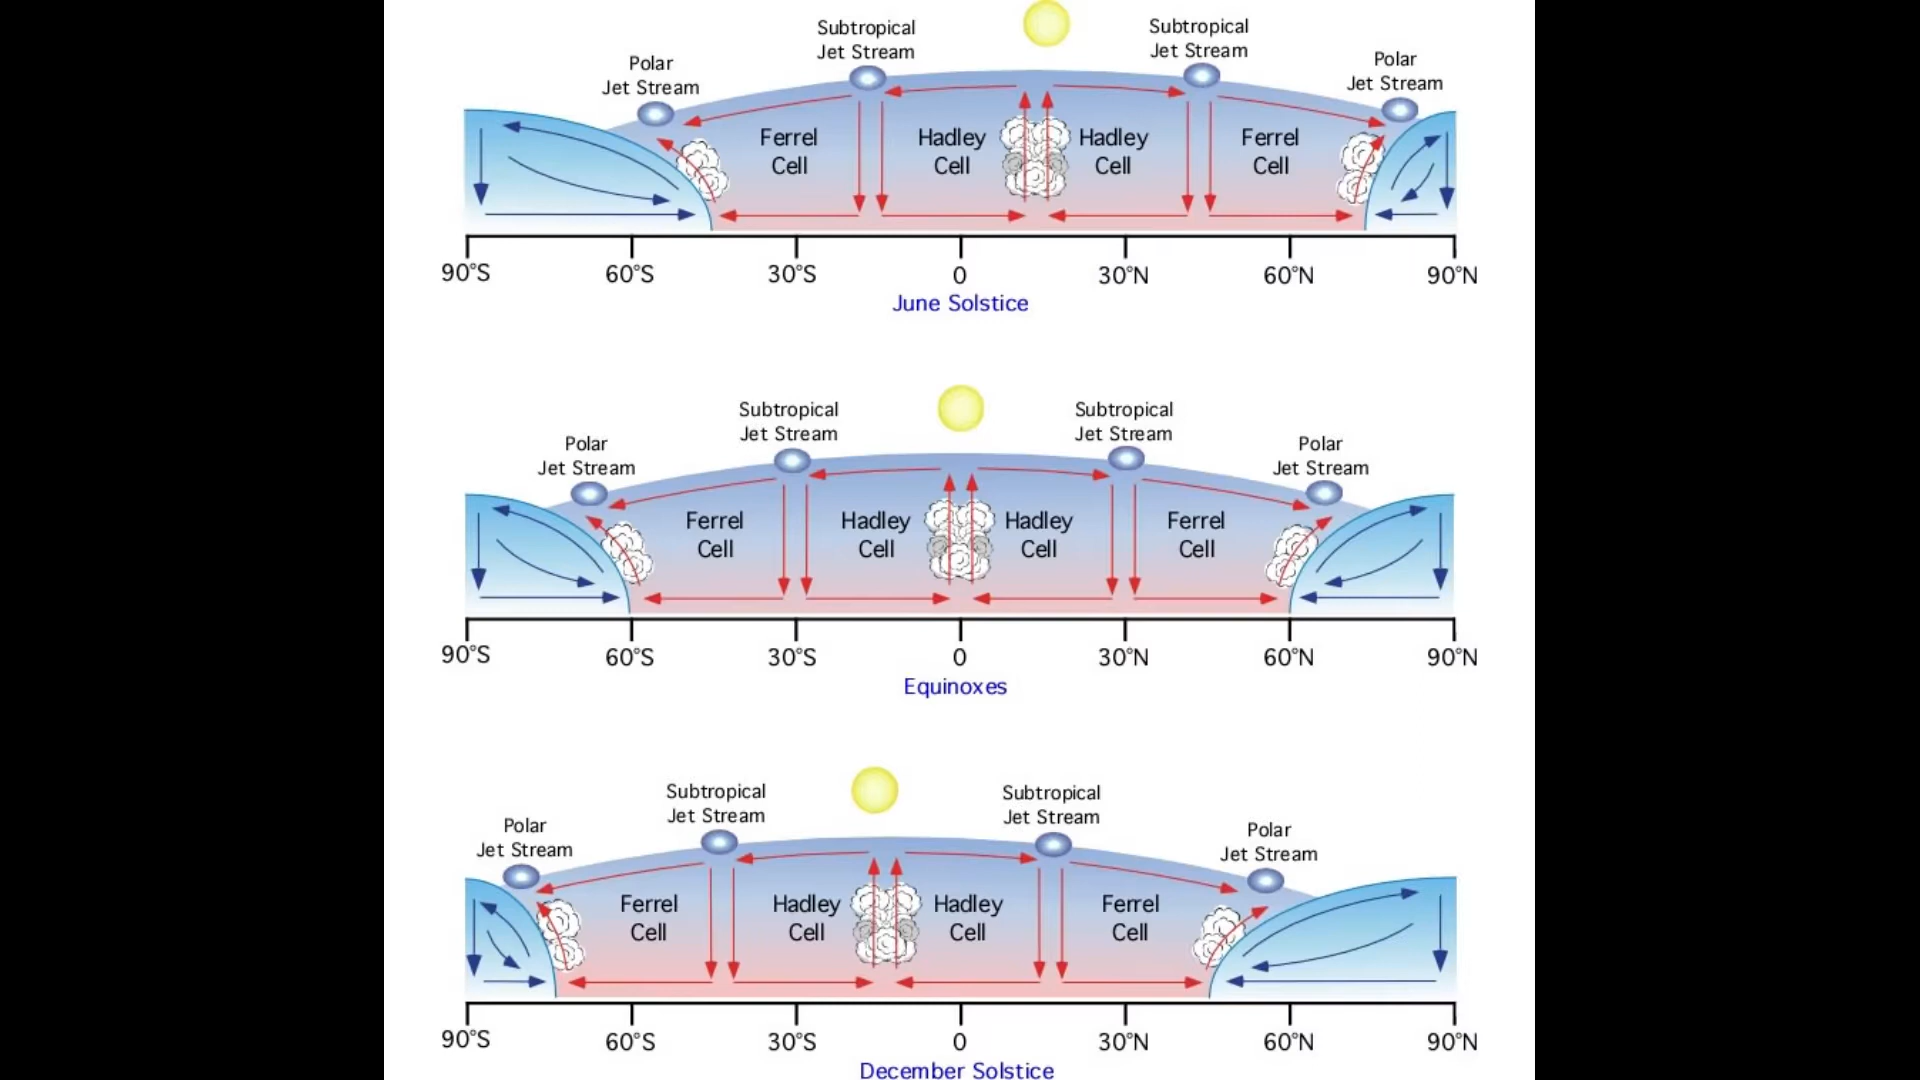 Subtropical
Jet Stream
Subtropical
Jet Stream
Polar
Jet Stream
Polar
Jet Stream
Ferrel
Cell
Hadley
Cell
Hadley
Cell
Ferrel
Cell
90°S
60°S
30°S
0
30°N
60°N
90°N
June Solstice
Subtropical
Jet Stream
Subtropical
Jet Stream
Polar
Jet Stream
Polar
Jet Stream
Ferrel
Cell
Hadley
Cell
Hadley
Cell
Ferrel
Cell
90°S
60°S
30°S
0
30°N
60°N
90°N
Equinoxes
Subtropical
Jet Stream
Subtropical
Jet Stream
Polar
Jet Stream
Polar
Jet Stream
Ferrel
Cell
Hadley
Cell
Hadley
Cell
Ferrel
Cell
90°S
60°S
30°S
0
30°N
60°N
90°N
December Solstice